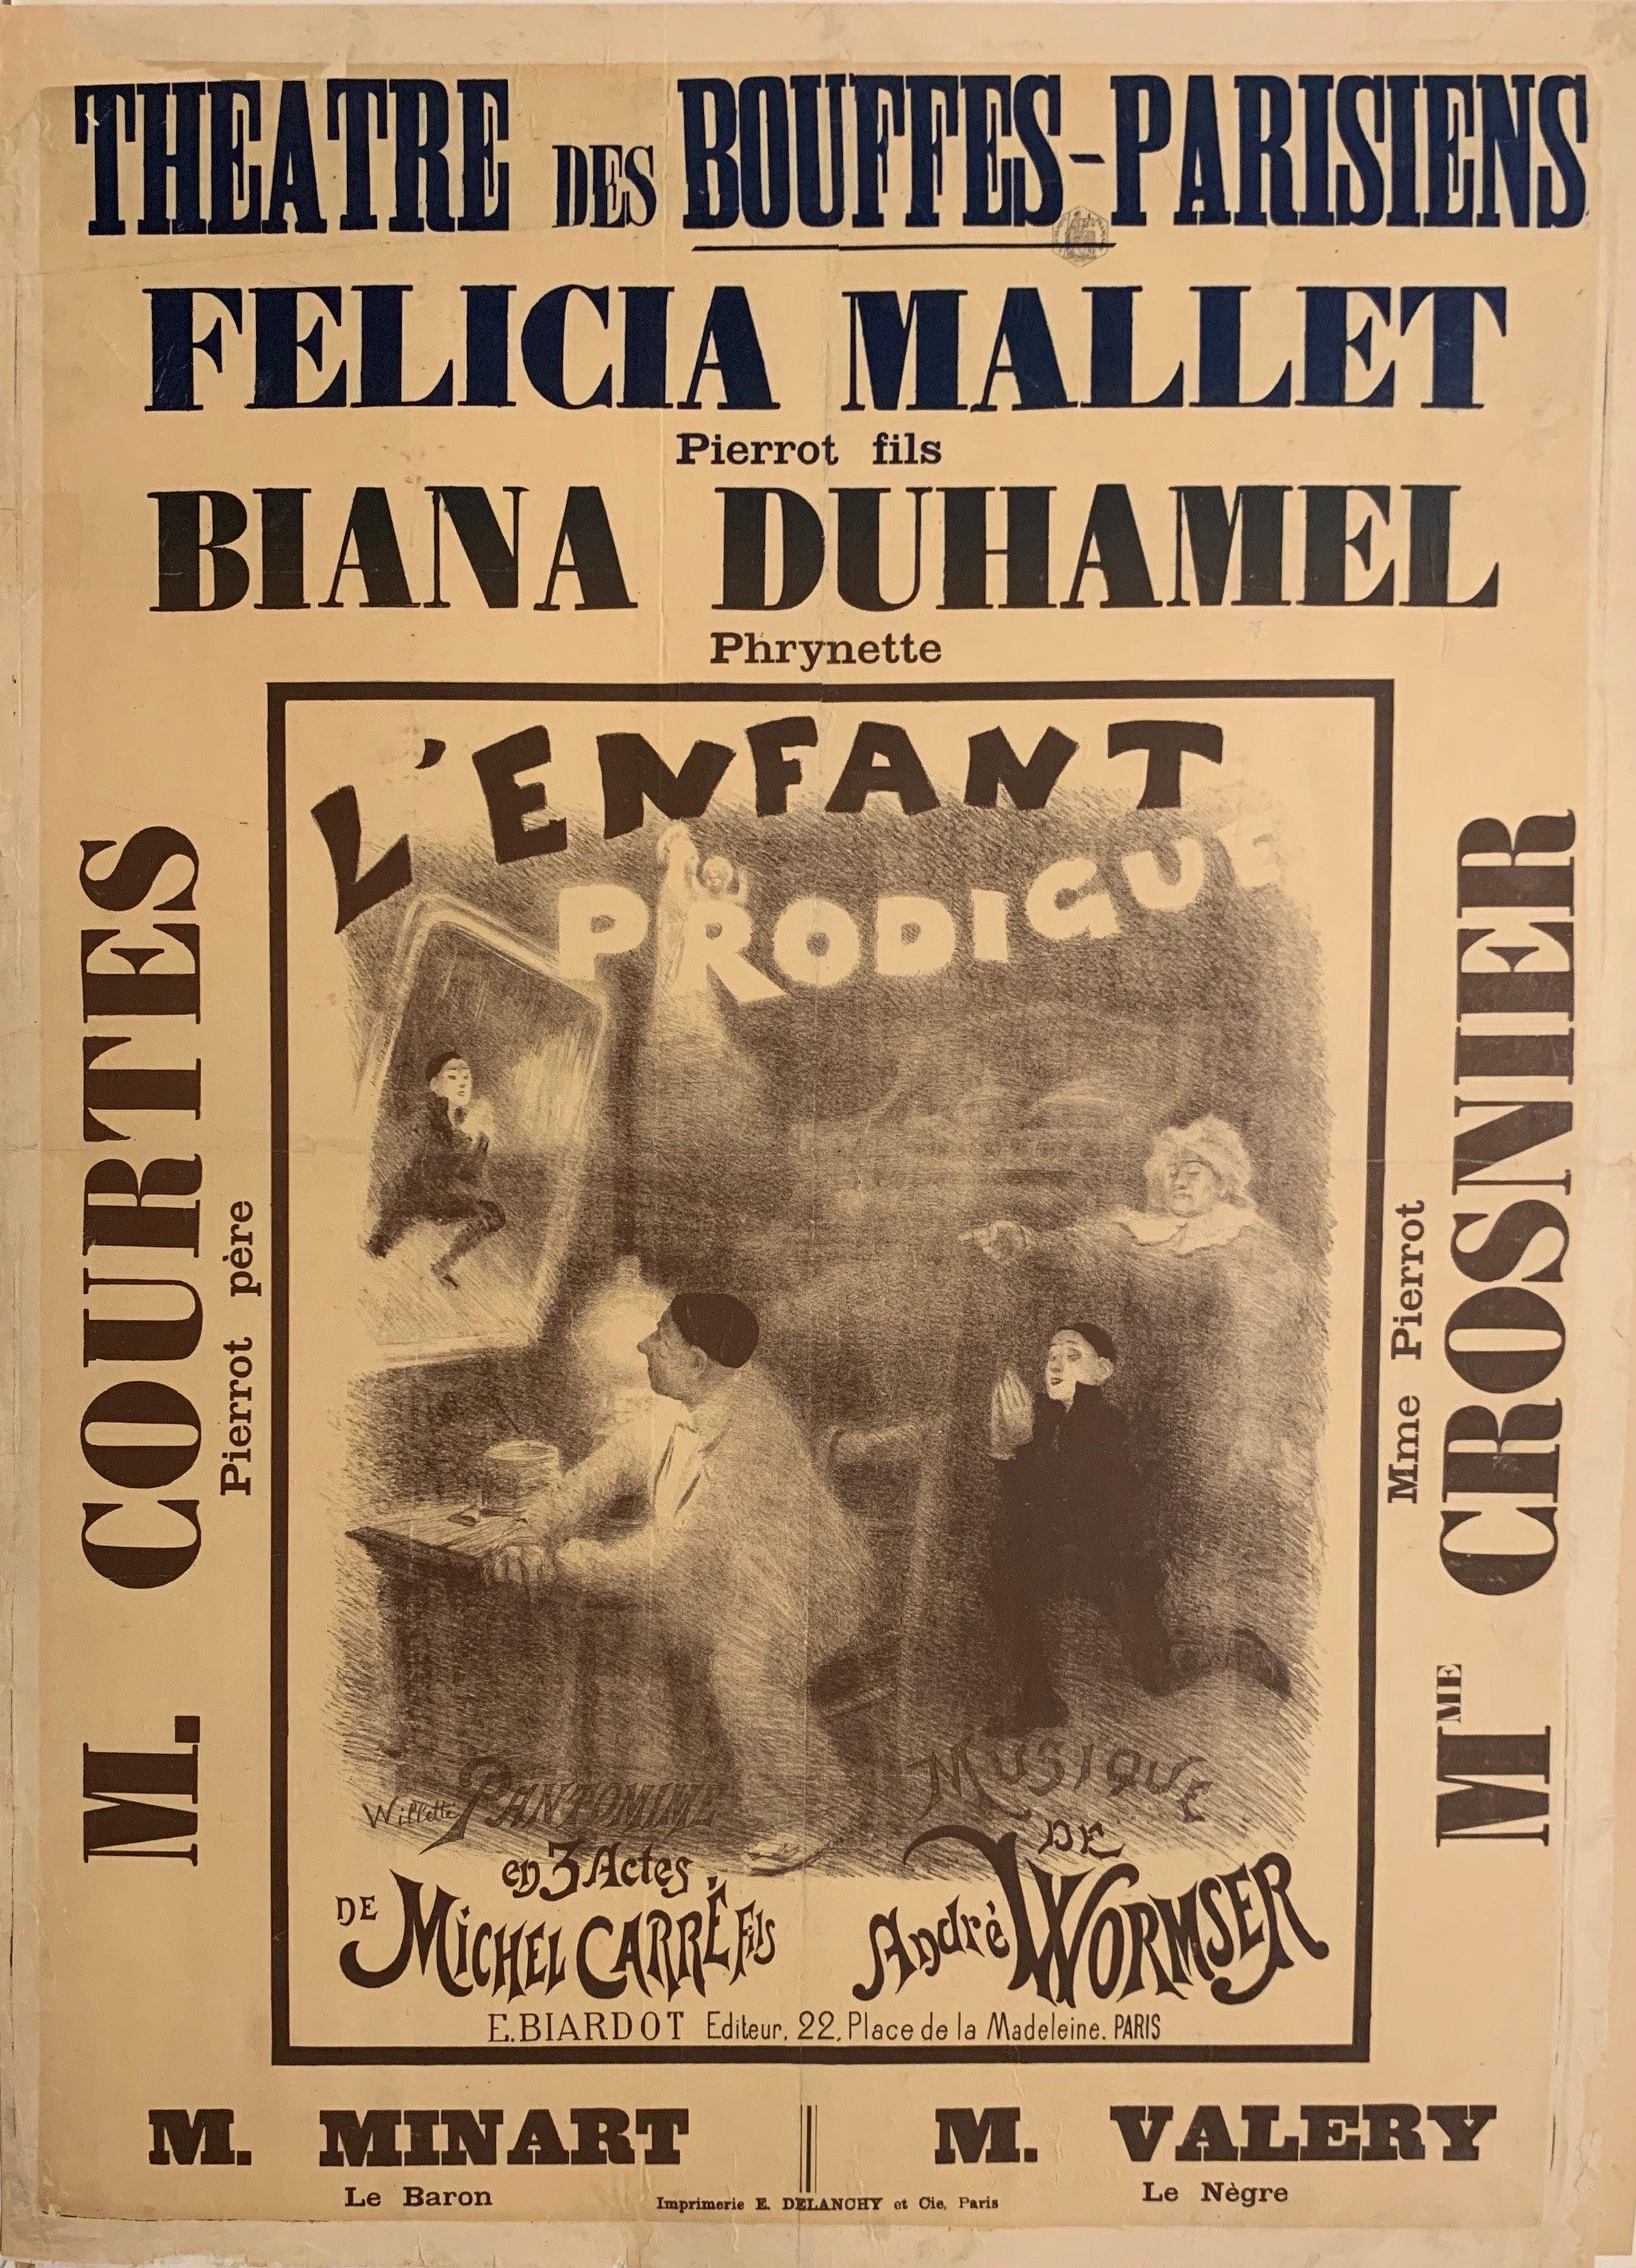 THEATRE DES BOUFFES-PARISIENS
FELICIA MALLET
Pierrot fils
BIANA DUHAMEL
Phrynette
M. COURTES
Pierrot père
L'ENFANT
PRODIGUE
Willette
PANTOMIME
en 3 Actes
DE MICHEL CARRÉ FILS
MUSIQUE
DE
André WORMSER
E. BIARDOT Editeur. 22, Place de la Madeleine. PARIS
Mme Pierrot
MME CROSNIER
M. MINART
Le Baron
M. VALERY
Le Nègre
Imprimerie E. DELANCHY et Cie, Paris